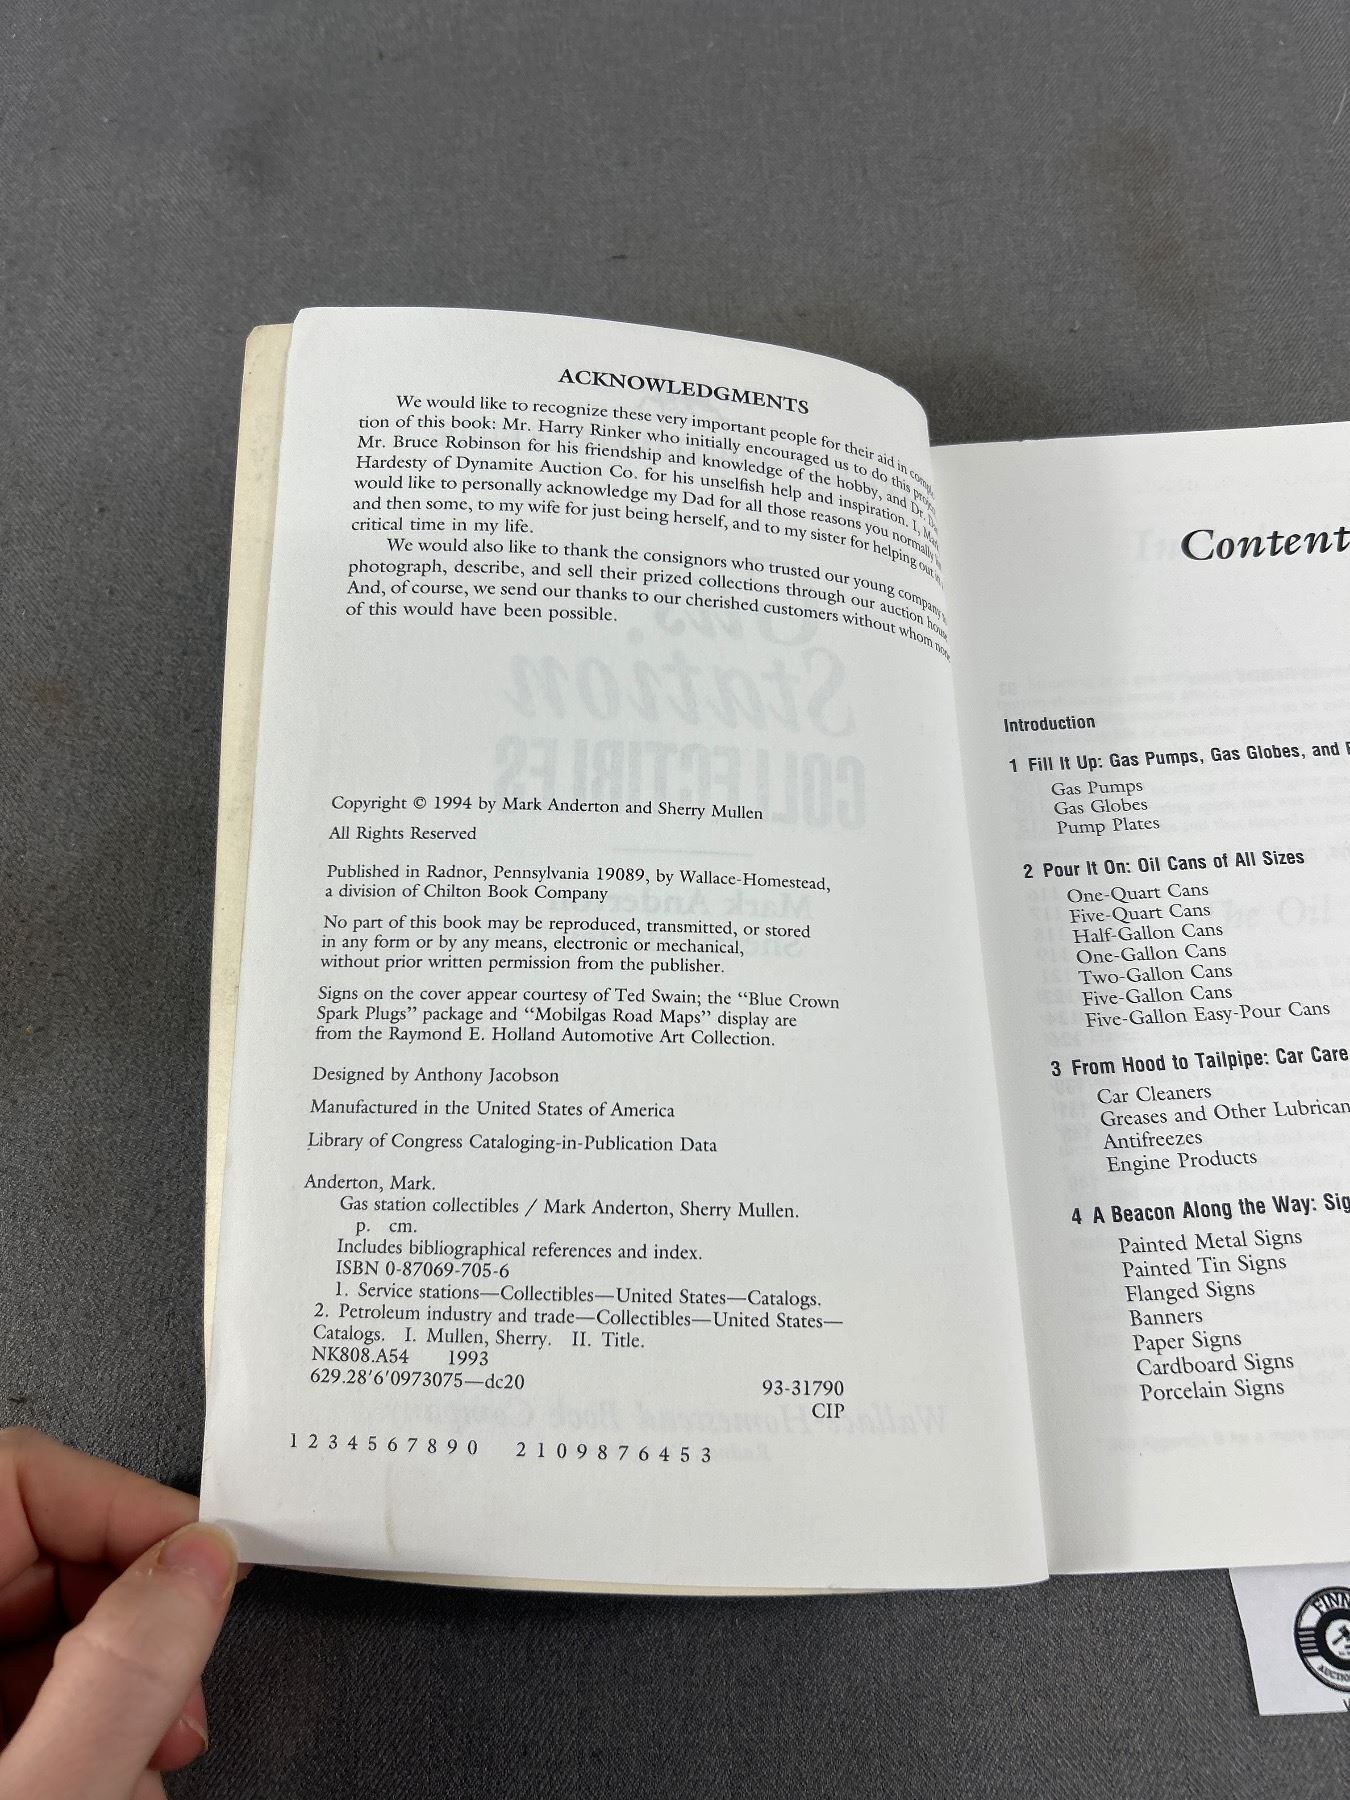 ACKNOWLEDGMENTS
We would like to recognize these very important people for their aid in comple
tion of this book: Mr. Harry Rinker who initially encouraged us to do this project
Mr. Bruce Robinson for his friendship and knowledge of the hobby, and Dr.
Hardesty of Dynamite Auction Co. for his unselfish help and inspiration. I,
would like to personally acknowledge my Dad for all those reasons you normally
and then some, to my wife for just being herself, and to my sister for helping out
critical time in my life.
We would also like to thank the consignors who trusted our young company
photograph, describe, and sell their prized collections through our auction house
And, of course, we send our thanks to our cherished customers without whom none
of this would have been possible.
Copyright © 1994 by Mark Anderton and Sherry Mullen
All Rights Reserved
Published in Radnor, Pennsylvania 19089, by Wallace-Homestead,
a division of Chilton Book Company
No part of this book may be reproduced, transmitted, or stored
in any form or by any means, electronic or mechanical,
without prior written permission from the publisher.
Signs on the cover appear courtesy of Ted Swain; the “Blue Crown
Spark Plugs” package and “Mobilgas Road Maps” display are
from the Raymond E. Holland Automotive Art Collection.
Designed by Anthony Jacobson
Manufactured in the United States of America
Library of Congress Cataloging-in-Publication Data
Anderton, Mark.
Gas station collectibles / Mark Anderton, Sherry Mullen.
p. cm.
Includes bibliographical references and index.
ISBN 0-87069-705-6
1. Service stations—Collectibles—United States—Catalogs.
2. Petroleum industry and trade—Collectibles—United States—
Catalogs. I. Mullen, Sherry. II. Title.
NK808.A54 1993
629.28'6'0973075—dc20 93-31790
CIP
1 2 3 4 5 6 7 8 9 0 2 1 0 9 8 7 6 4 5 3
Content
Introduction
1 Fill It Up: Gas Pumps, Gas Globes, and
Gas Pumps
Gas Globes
Pump Plates
2 Pour It On: Oil Cans of All Sizes
One-Quart Cans
Five-Quart Cans
Half-Gallon Cans
One-Gallon Cans
Two-Gallon Cans
Five-Gallon Cans
Five-Gallon Easy-Pour Cans
3 From Hood to Tailpipe: Car Care
Car Cleaners
Greases and Other Lubrican
Antifreezes
Engine Products
4 A Beacon Along the Way: Sig
Painted Metal Signs
Painted Tin Signs
Flanged Signs
Banners
Paper Signs
Cardboard Signs
Porcelain Signs
FINN
AUCTIO